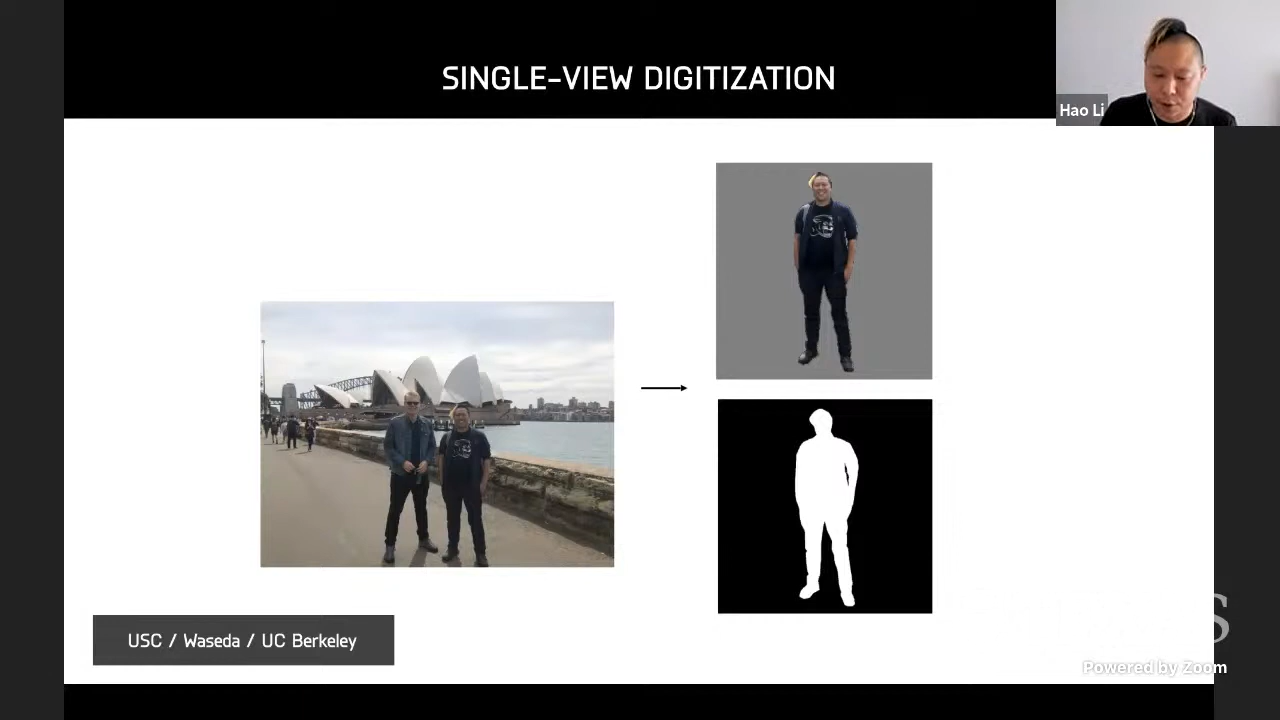 SINGLE-VIEW DIGITIZATION
Hao Li
USC / Waseda / UC Berkeley
Powered by Zoom